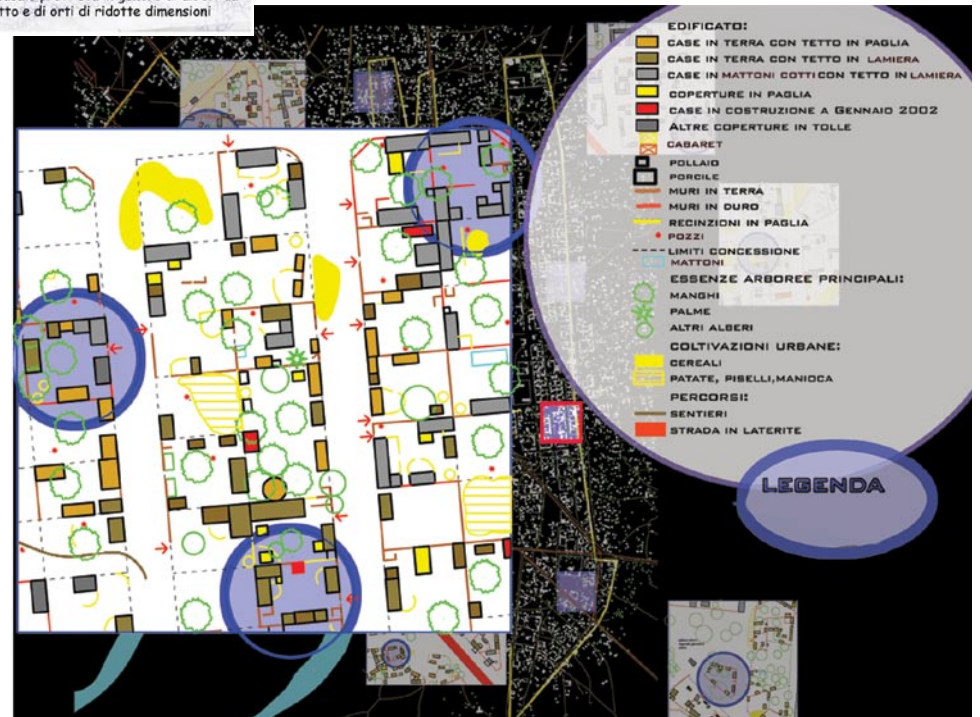 tto e di orti di ridotte dimensioni
EDIFICATO:
CASE IN TERRA CON TETTO IN PAGLIA
CASE IN TERRA CON TETTO IN LAMIERA
CASE IN MATTONI COTTI CON TETTO IN LAMIERA
COPERTURE IN PAGLIA
CASE IN COSTRUZIONE A GENNAIO 2002
ALTRE COPERTURE IN TOLLE
CABARET
POLLAIO
PORCILE
MURI IN TERRA
MURI IN DURO
RECINZIONI IN PAGLIA
POZZI
LIMITI CONCESSIONE
MATTONI
ESSENZE ARBOREE PRINCIPALI:
MANGHI
PALME
ALTRI ALBERI
COLTIVAZIONI URBANE:
CEREALI
PATATE, PISELLI,MANIOCA
PERCORSI:
SENTIERI
STRADA IN LATERITE
LEGENDA